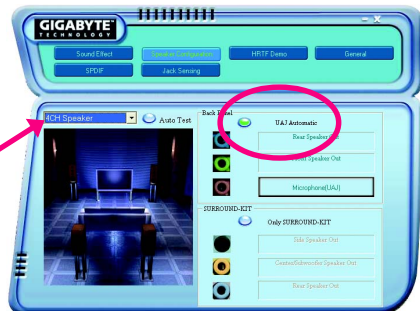 GIGABYTE™
TECHNOLOGY
Sound Effect
Speaker Configuration
HRTF Demo
General
SPDIF
Jack Sensing
4CH Speaker
Auto Test
Back Panel
UAJ Automatic
Rear Speaker Out
Front Speaker Out
Microphone(UAJ)
SURROUND-KIT
Only SURROUND-KIT
Side Speaker Out
Center/Subwoofer Speaker Out
Rear Speaker Out